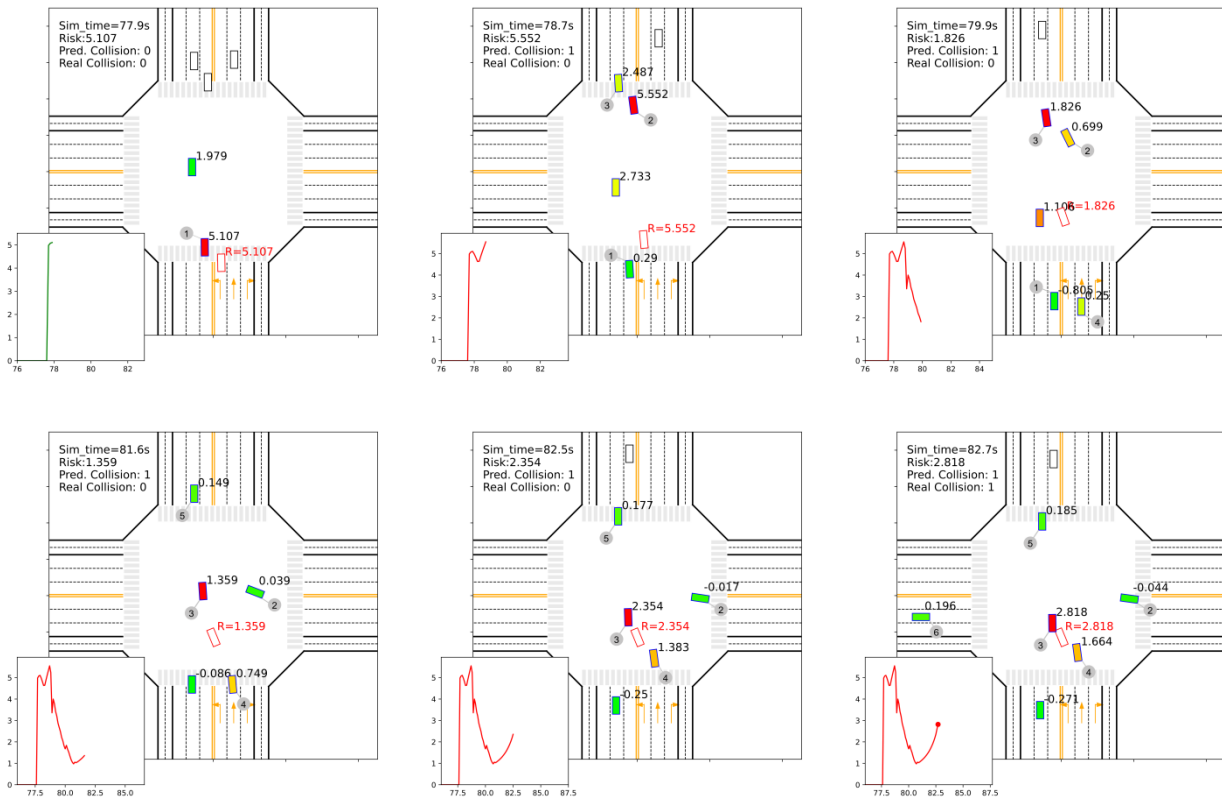 Sim_time=77.9s
Risk:5.107
Pred. Collision: 0
Real Collision: 0
1.979
1
5.107
R=5.107
5
4
3
2
1
0
76 78 80 82
Sim_time=78.7s
Risk:5.552
Pred. Collision: 1
Real Collision: 0
2.487
3
5.552
2
2.733
R=5.552
1
0.29
5
4
3
2
1
0
76 78 80 82
Sim_time=79.9s
Risk:1.826
Pred. Collision: 1
Real Collision: 0
1.826
3
0.699
2
1.106
R=1.826
1
-0.805
0.25
4
5
4
3
2
1
0
76 78 80 82 84
Sim_time=81.6s
Risk:1.359
Pred. Collision: 1
Real Collision: 0
0.149
5
1.359
3
0.039
2
R=1.359
-0.086
0.749
4
5
4
3
2
1
0
77.5 80.0 82.5 85.0
Sim_time=82.5s
Risk:2.354
Pred. Collision: 1
Real Collision: 0
0.177
5
-0.017
2
2.354
3
R=2.354
1.383
4
-0.25
5
4
3
2
1
0
77.5 80.0 82.5 85.0 87.5
Sim_time=82.7s
Risk:2.818
Pred. Collision: 1
Real Collision: 1
0.185
5
-0.044
2
0.196
6
2.818
3
R=2.818
1.664
4
-0.271
5
4
3
2
1
0
77.5 80.0 82.5 85.0 87.5